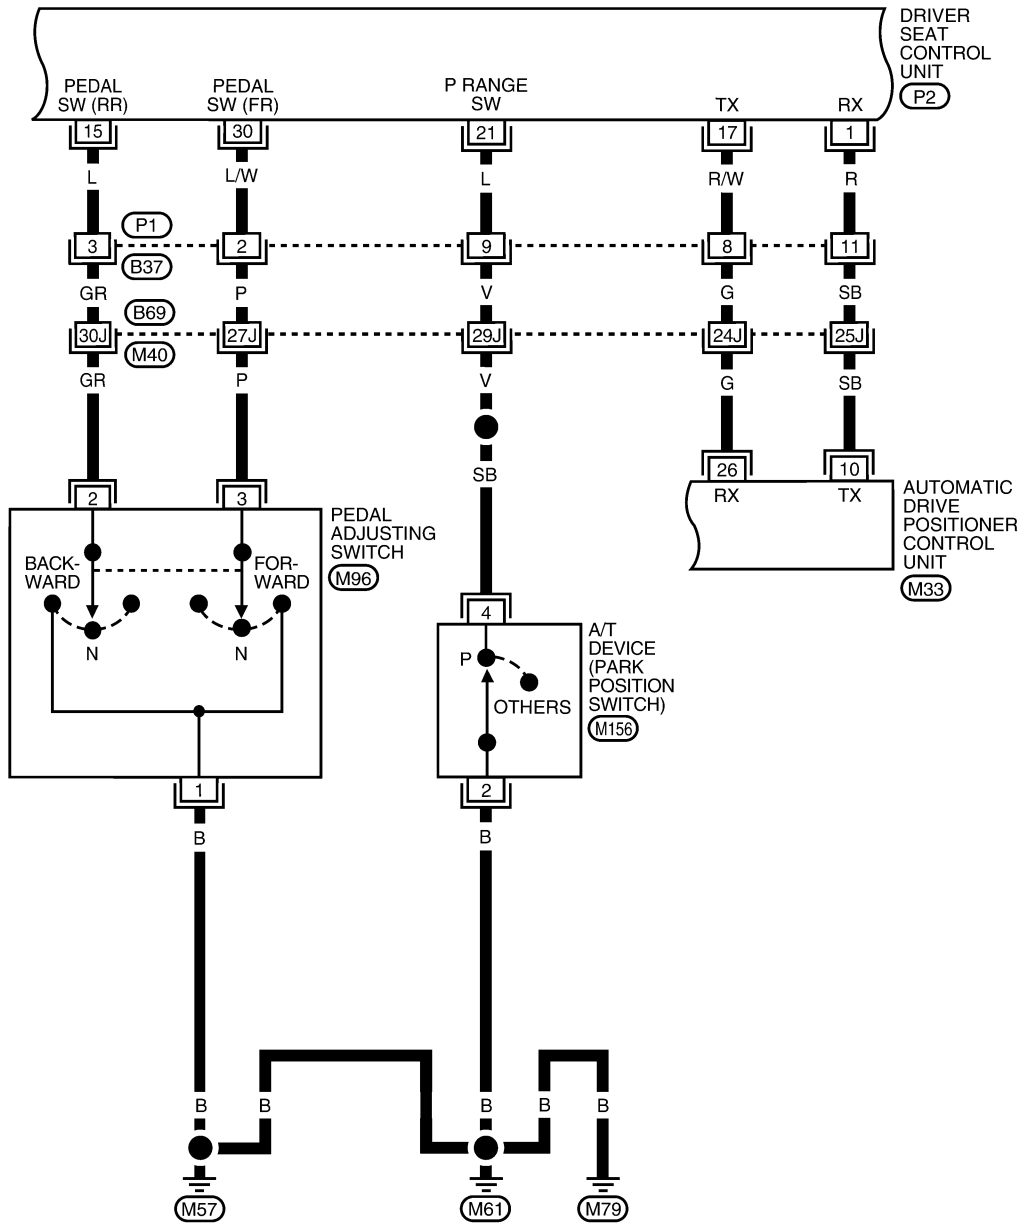 DRIVER
SEAT
CONTROL
UNIT
P2
PEDAL
SW (RR)
PEDAL
SW (FR)
P RANGE
SW
TX
RX
15
30
21
17
1
L
L/W
L
R/W
R
P1
3
2
9
8
11
B37
GR
P
V
G
SB
B69
30J
27J
29J
24J
25J
M40
GR
P
V
G
SB
SB
2
3
26
10
RX
TX
AUTOMATIC
DRIVE
POSITIONER
CONTROL
UNIT
M33
PEDAL
ADJUSTING
SWITCH
M96
BACK-
WARD
FOR-
WARD
N
N
4
A/T
DEVICE
(PARK
POSITION
SWITCH)
M156
P
OTHERS
1
2
B
B
B
B
B
B
B
M57
M61
M79